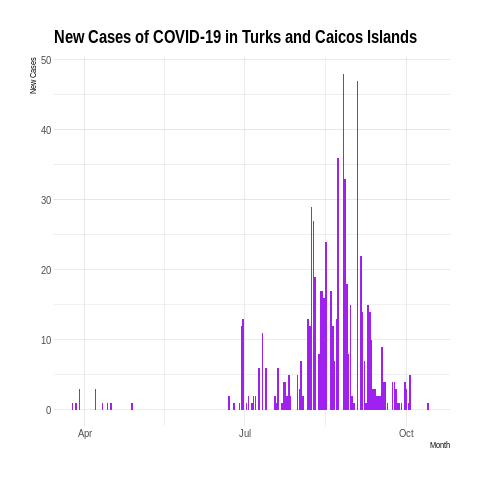 New Cases of COVID-19 in Turks and Caicos Islands
New Cases
50
40
30
20
10
0
Apr
Jul
Oct
Month